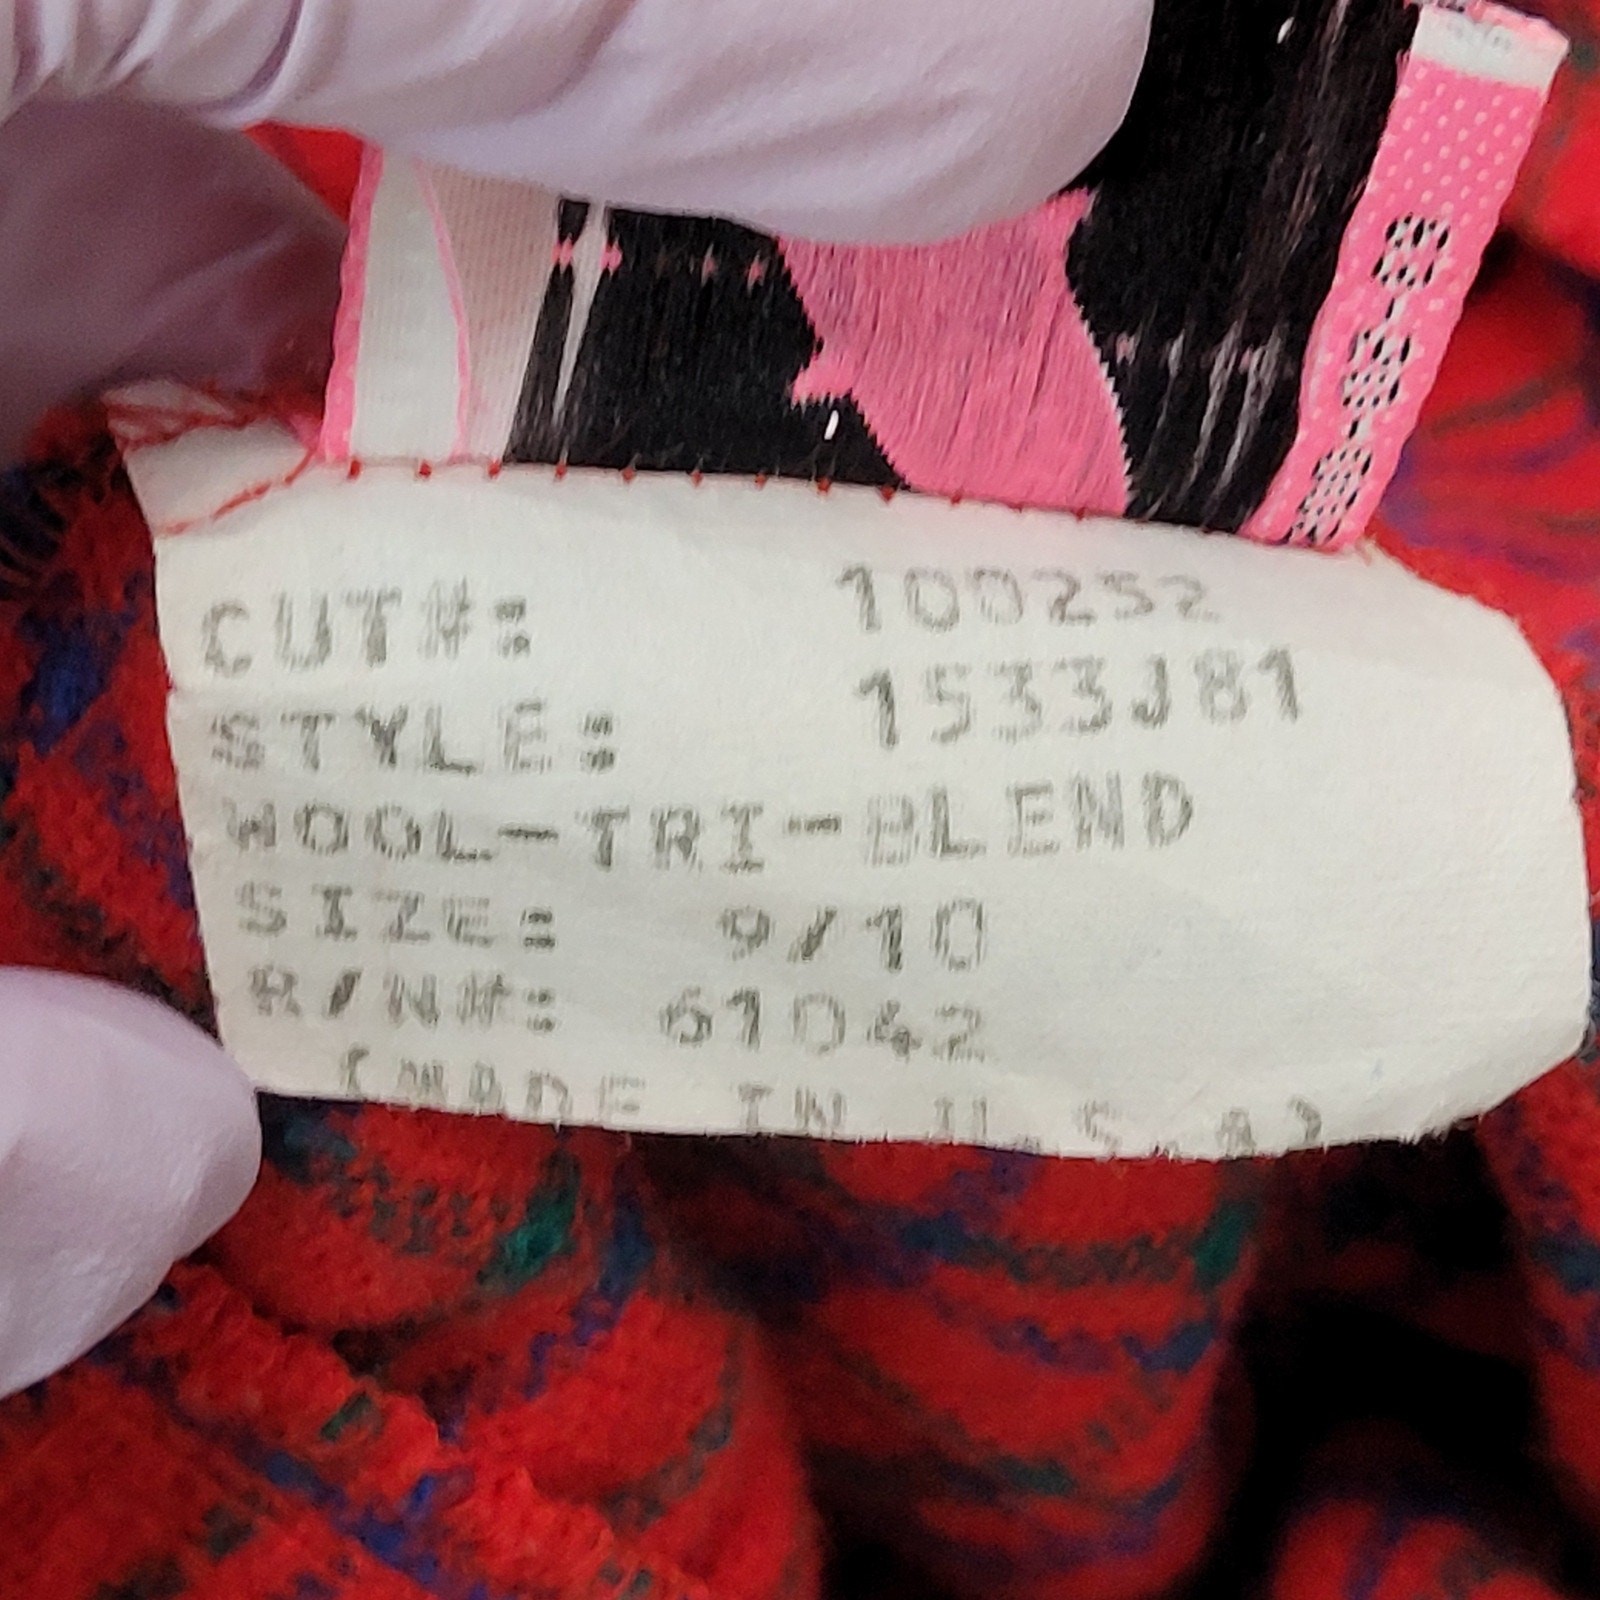 CUT#: 100252
STYLE: 1533J81
WOOL-TRI-BLEND
SIZE: 9/10
R/N#: 61042
(MADE IN U.S.A)